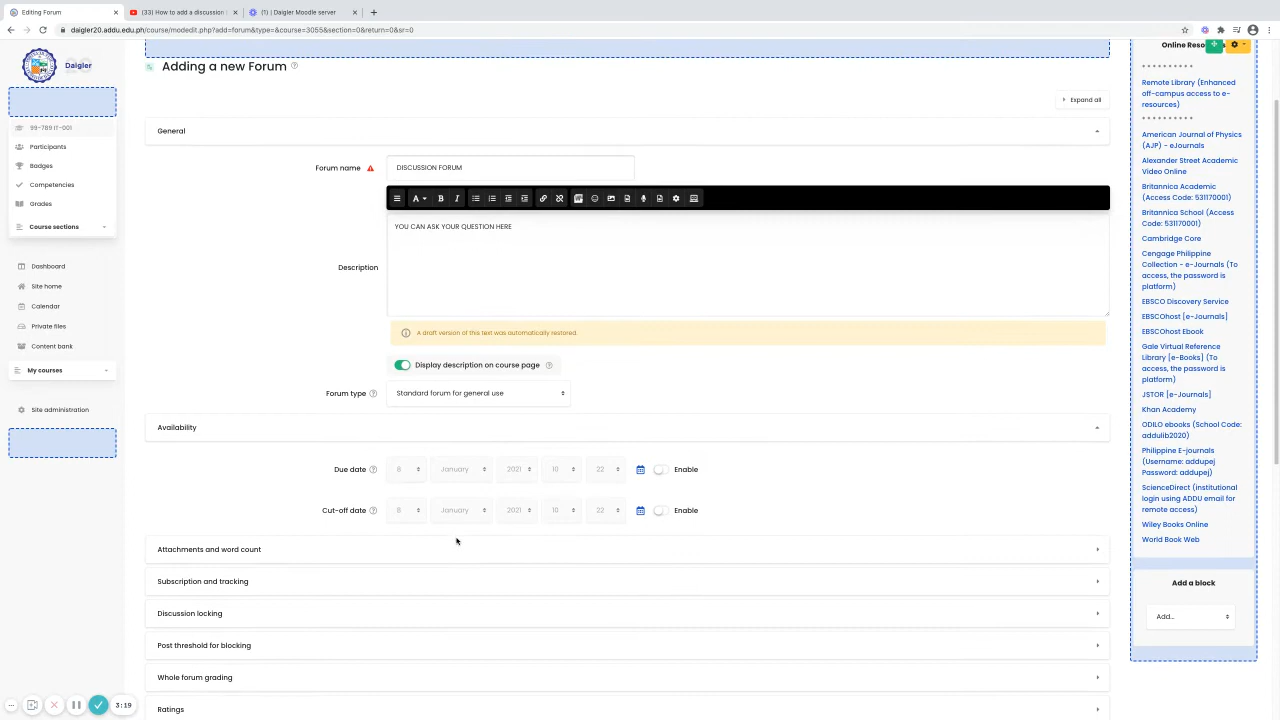 Editing Forum
(33) How to add a discussion
(1) | Daigler Moodle server
daigler20.addu.edu.ph/course/modedit.php?add=forum&type=&course=3055&section=0&return=0&sr=0
Daigler
99-789 IT-001
Participants
Badges
Competencies
Grades
Course sections
Dashboard
Site home
Calendar
Private files
Content bank
My courses
Site administration
Adding a new Forum
Expand all
General
Forum name
DISCUSSION FORUM
YOU CAN ASK YOUR QUESTION HERE
Description
A draft version of this text was automatically restored.
Display description on course page
Forum type
Standard forum for general use
Availability
Due date
8 January 2021 10 22 Enable
Cut-off date
8 January 2021 10 22 Enable
Attachments and word count
Subscription and tracking
Discussion locking
Post threshold for blocking
Whole forum grading
Ratings
Online
* * * * * * * * * *
Remote Library (Enhanced
off-campus access to e-
resources)
* * * * * * * * * *
American Journal of Physics
(AJP) - eJournals
Alexander Street Academic
Video Online
Britannica Academic
(Access Code: 531170001)
Britannica School (Access
Code: 531170001)
Cambridge Core
Cengage Philippine
Collection - e-Journals (To
access, the password is
platform)
EBSCO Discovery Service
EBSCOhost [e-Journals]
EBSCOhost Ebook
Gale Virtual Reference
Library [e-Books] (To
access, the password is
platform)
JSTOR [e-Journals]
Khan Academy
ODILO ebooks (School Code:
addulib2020)
Philippine E-journals
(Username: addupej
Password: addupej)
ScienceDirect (institutional
login using ADDU email for
remote access)
Wiley Books Online
World Book Web
Add a block
Add...
3:19